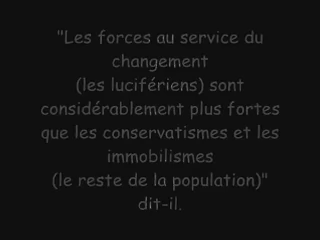 "Les forces au service du
changement
(les lucifériens) sont
considérablement plus fortes
que les conservatismes et les
immobilismes
(le reste de la population)"
dit-il.